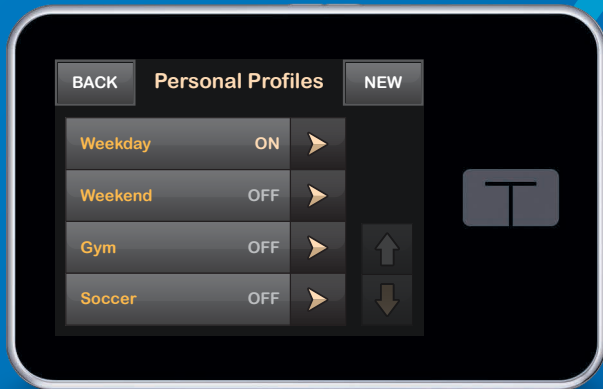 BACK Personal Profiles NEW
Weekday ON
Weekend OFF
Gym OFF
Soccer OFF